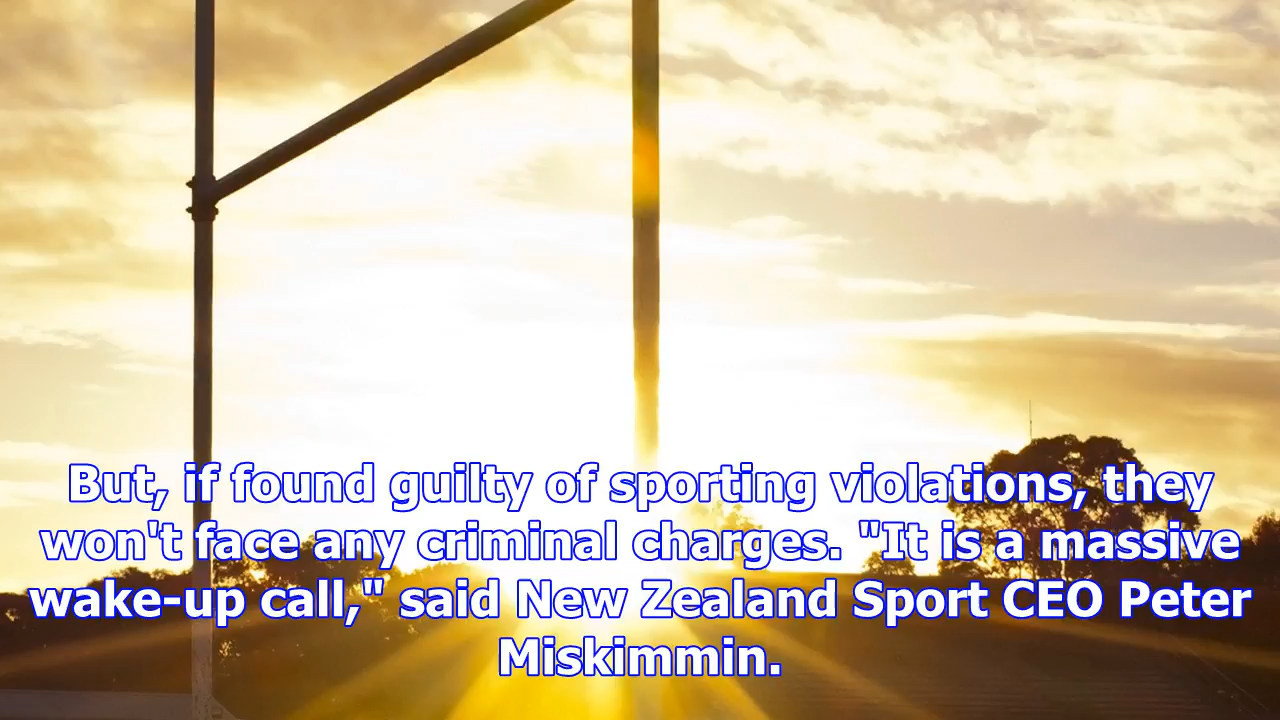 But, if found guilty of sporting violations, they
won't face any criminal charges. "It is a massive
wake-up call," said New Zealand Sport CEO Peter
Miskimmin.